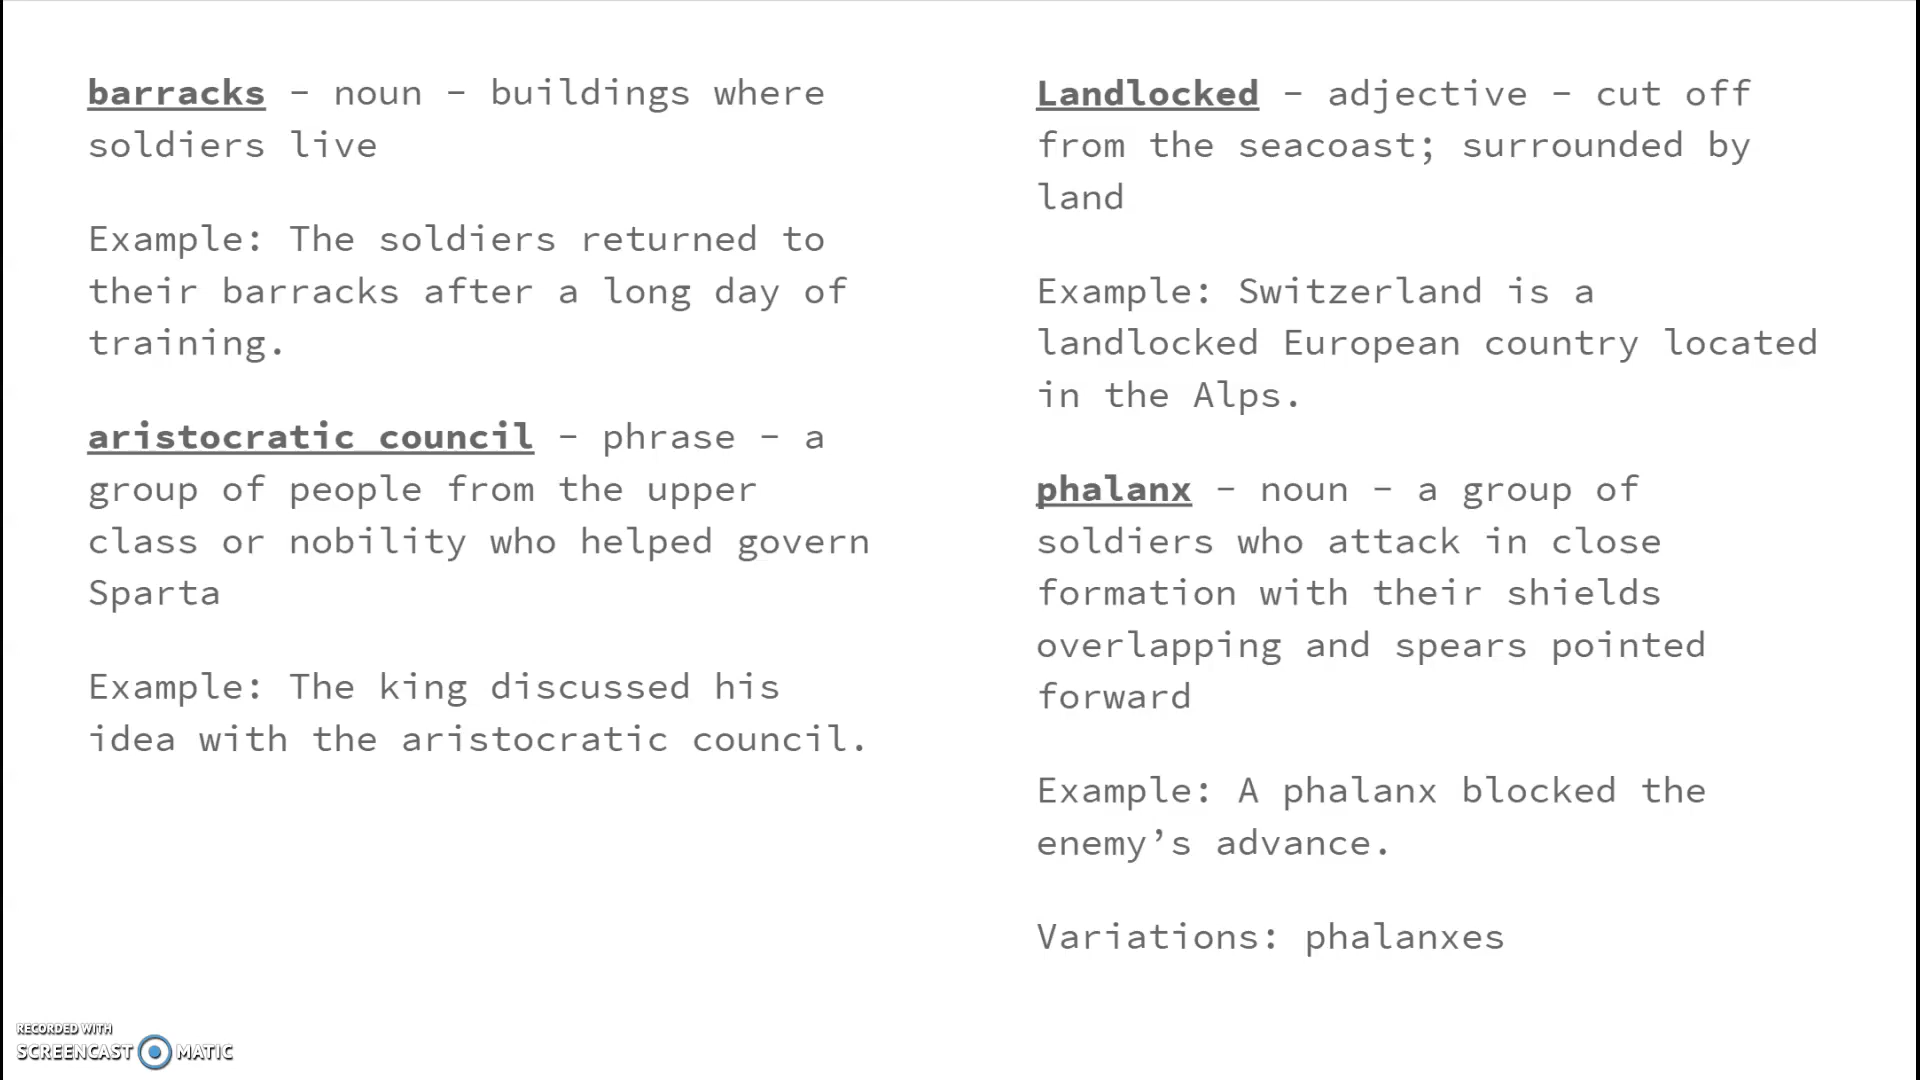 barracks – noun – buildings where
soldiers live
Example: The soldiers returned to
their barracks after a long day of
training.
aristocratic council – phrase – a
group of people from the upper
class or nobility who helped govern
Sparta
Example: The king discussed his
idea with the aristocratic council.
Landlocked – adjective – cut off
from the seacoast; surrounded by
land
Example: Switzerland is a
landlocked European country located
in the Alps.
phalanx – noun – a group of
soldiers who attack in close
formation with their shields
overlapping and spears pointed
forward
Example: A phalanx blocked the
enemy’s advance.
Variations: phalanxes
RECORDED WITH
SCREENCAST MATIC